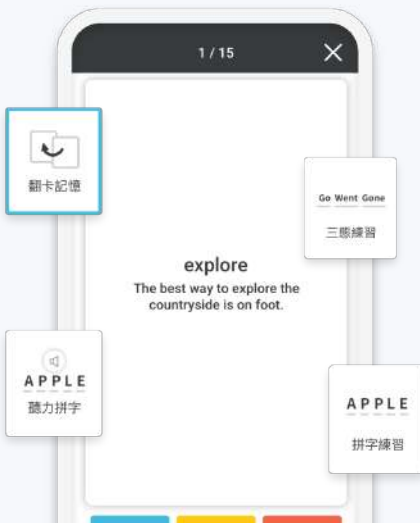 1 / 15
翻卡記憶
Go Went Gone
三態練習
explore
The best way to explore the
countryside is on foot.
APPLE
聽力拼字
APPLE
拼字練習